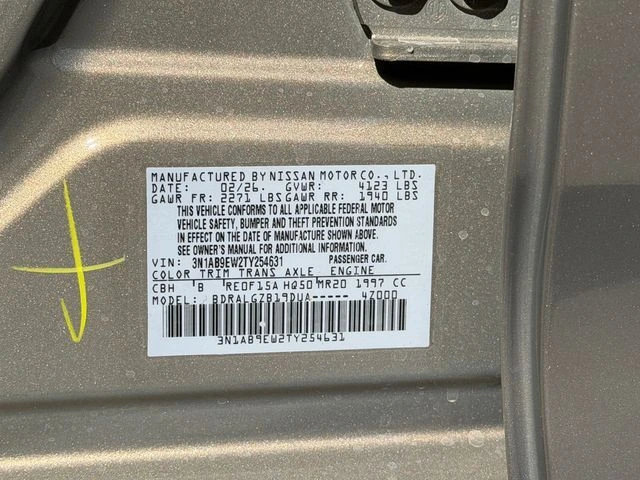 MANUFACTURED BY NISSAN MOTOR CO., LTD.
DATE: 02/26. GVWR: 4123 LBS
GAWR FR: 2271 LBS GAWR RR: 1940 LBS
THIS VEHICLE CONFORMS TO ALL APPLICABLE FEDERAL MOTOR
VEHICLE SAFETY, BUMPER AND THEFT PREVENTION STANDARDS
IN EFFECT ON THE DATE OF MANUFACTURE SHOWN ABOVE.
SEE OWNER'S MANUAL FOR ADDITIONAL INFORMATION.
VIN: 3N1AB9EW2TY254631 PASSENGER CAR.
COLOR TRIM TRANS AXLE ENGINE
CBH B RE0F15A HQ50 MR20 1997 CC
MODEL: BDRALGZB19DUA----- 4Z000
3N1AB9EW2TY254631